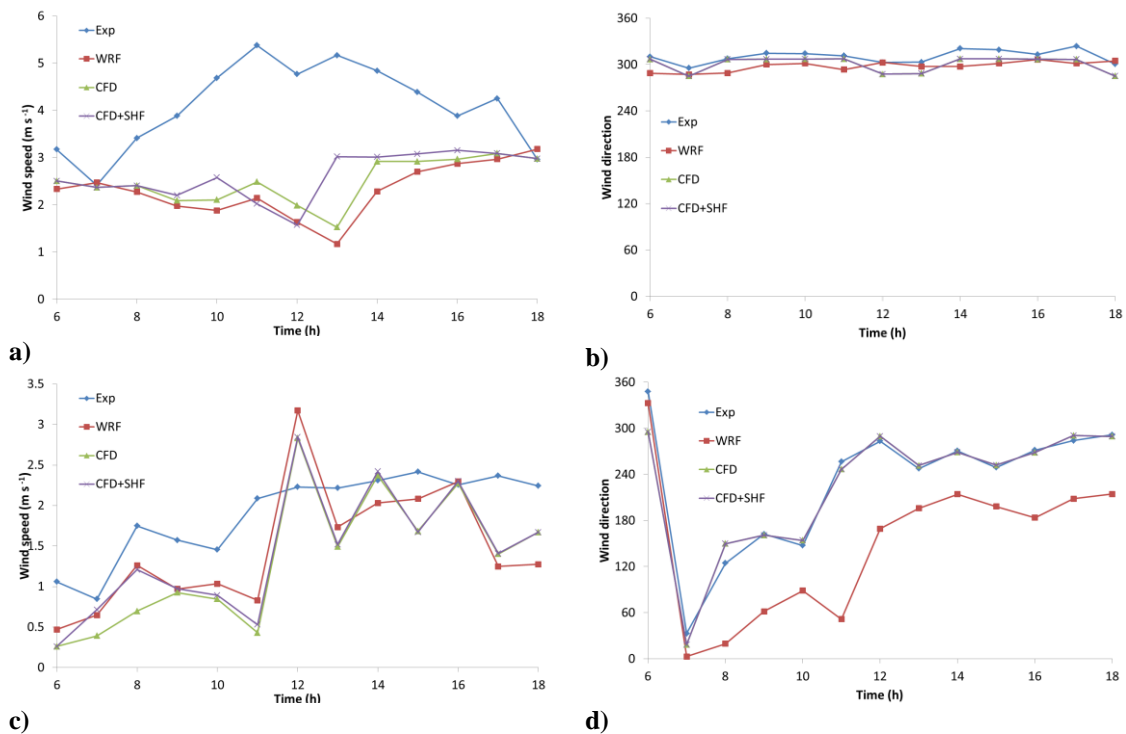 6
5
4
3
2
1
0
Wind speed (m s⁻¹)
Exp
WRF
CFD
CFD+SHF
6 8 10 12 14 16 18
Time (h)
a)
360
300
240
180
120
60
0
Wind direction
Exp
WRF
CFD
CFD+SHF
6 8 10 12 14 16 18
Time (h)
b)
3.5
3
2.5
2
1.5
1
0.5
0
Wind speed (m s⁻¹)
Exp
WRF
CFD
CFD+SHF
6 8 10 12 14 16 18
Time (h)
c)
360
300
240
180
120
60
0
Wind direction
Exp
WRF
CFD
CFD+SHF
6 8 10 12 14 16 18
Time (h)
d)